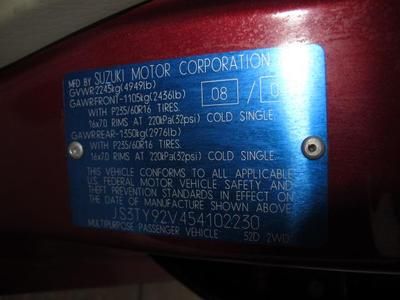 MFD BY SUZUKI MOTOR CORPORATION
GVWR2245kg(4949lb)
GAWRFRONT-1105kg(2436lb) 08 / 0
WITH P235/60R16 TIRES.
16x7.0 RIMS AT 220kPa(32psi) COLD SINGLE.
GAWRREAR-1350kg(2976lb)
WITH P235/60R16 TIRES.
16x7.0 RIMS AT 220kPa(32psi) COLD SINGLE.
THIS VEHICLE CONFORMS TO ALL APPLICABLE
U.S. FEDERAL MOTOR VEHICLE SAFETY AND
THEFT PREVENTION STANDARDS IN EFFECT ON
THE DATE OF MANUFACTURE SHOWN ABOVE.
JS3TY92V454102230
MULTIPURPOSE PASSENGER VEHICLE 52D 2WD